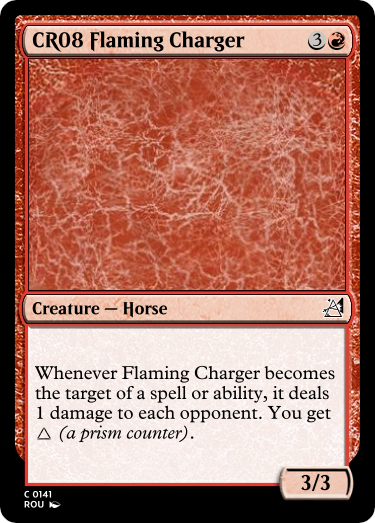 CR08 Flaming Charger 3
Creature — Horse
Whenever Flaming Charger becomes
the target of a spell or ability, it deals
1 damage to each opponent. You get
△ (a prism counter).
3/3
C 0141
ROU